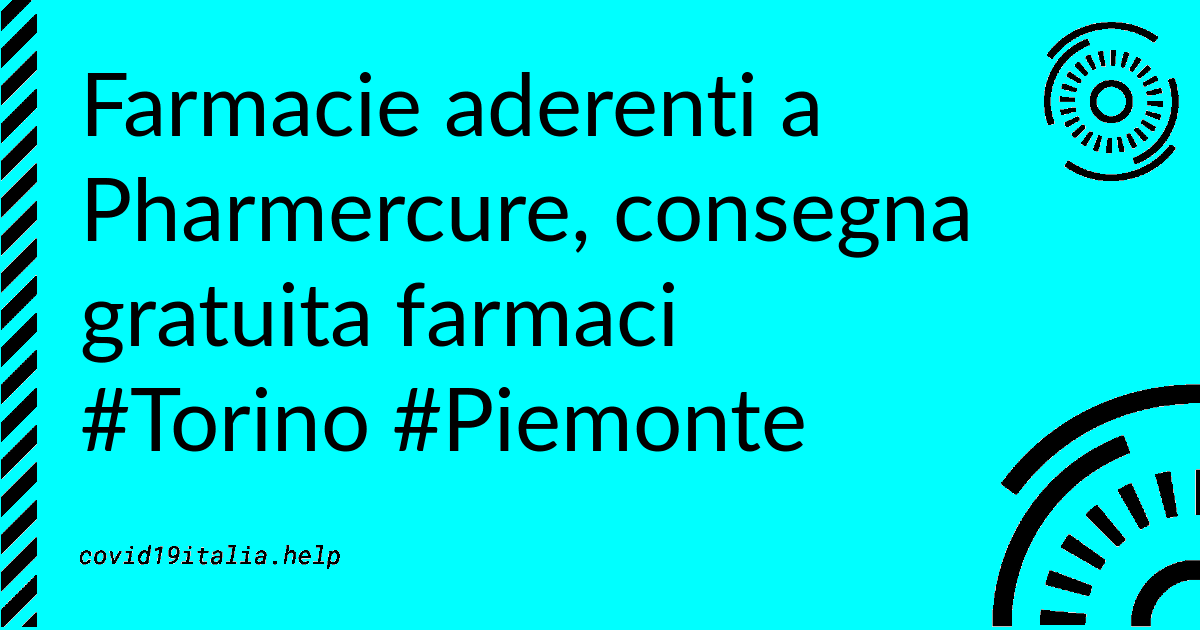 Farmacie aderenti a
Pharmercure, consegna
gratuita farmaci
#Torino #Piemonte
covid19italia.help